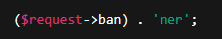 ($request->ban) . 'ner';